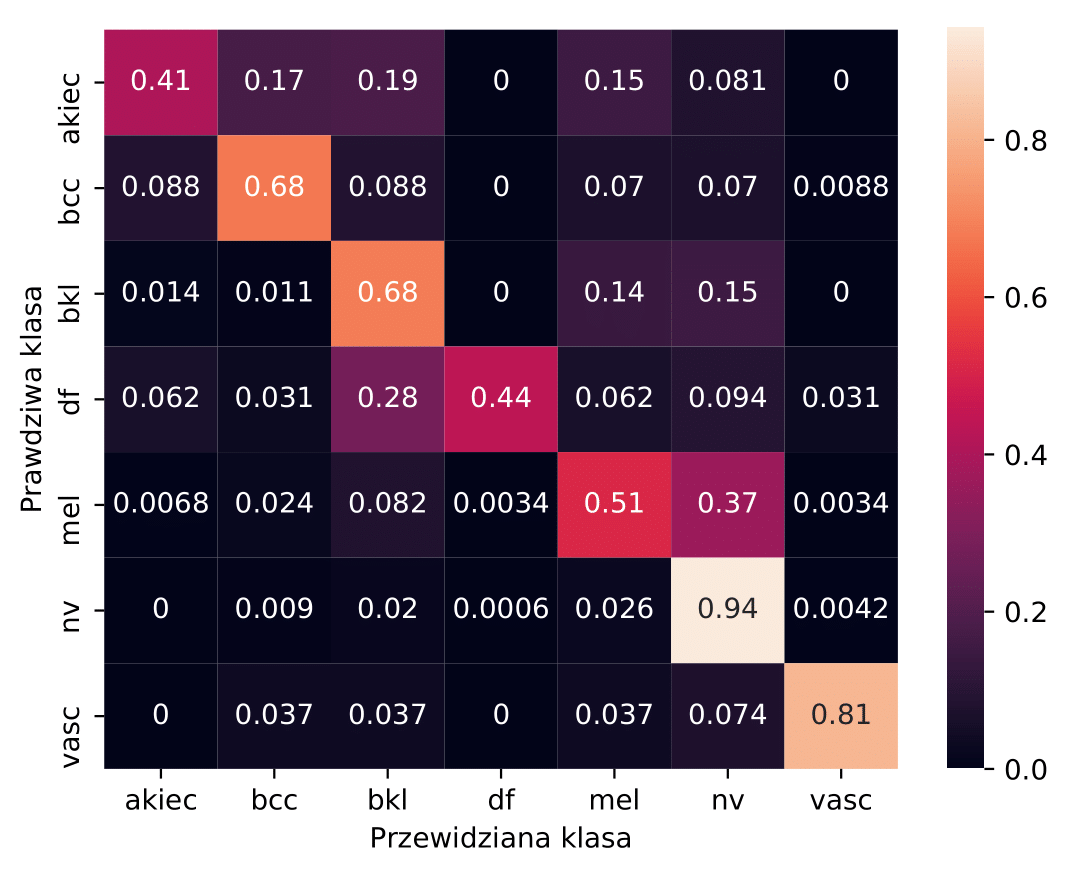 akiec 0.41 0.17 0.19 0 0.15 0.081 0
bcc 0.088 0.68 0.088 0 0.07 0.07 0.0088
bkl 0.014 0.011 0.68 0 0.14 0.15 0
df 0.062 0.031 0.28 0.44 0.062 0.094 0.031
mel 0.0068 0.024 0.082 0.0034 0.51 0.37 0.0034
nv 0 0.009 0.02 0.0006 0.026 0.94 0.0042
vasc 0 0.037 0.037 0 0.037 0.074 0.81
akiec bcc bkl df mel nv vasc
Przewidziana klasa
Prawdziwa klasa
0.8
0.6
0.4
0.2
0.0